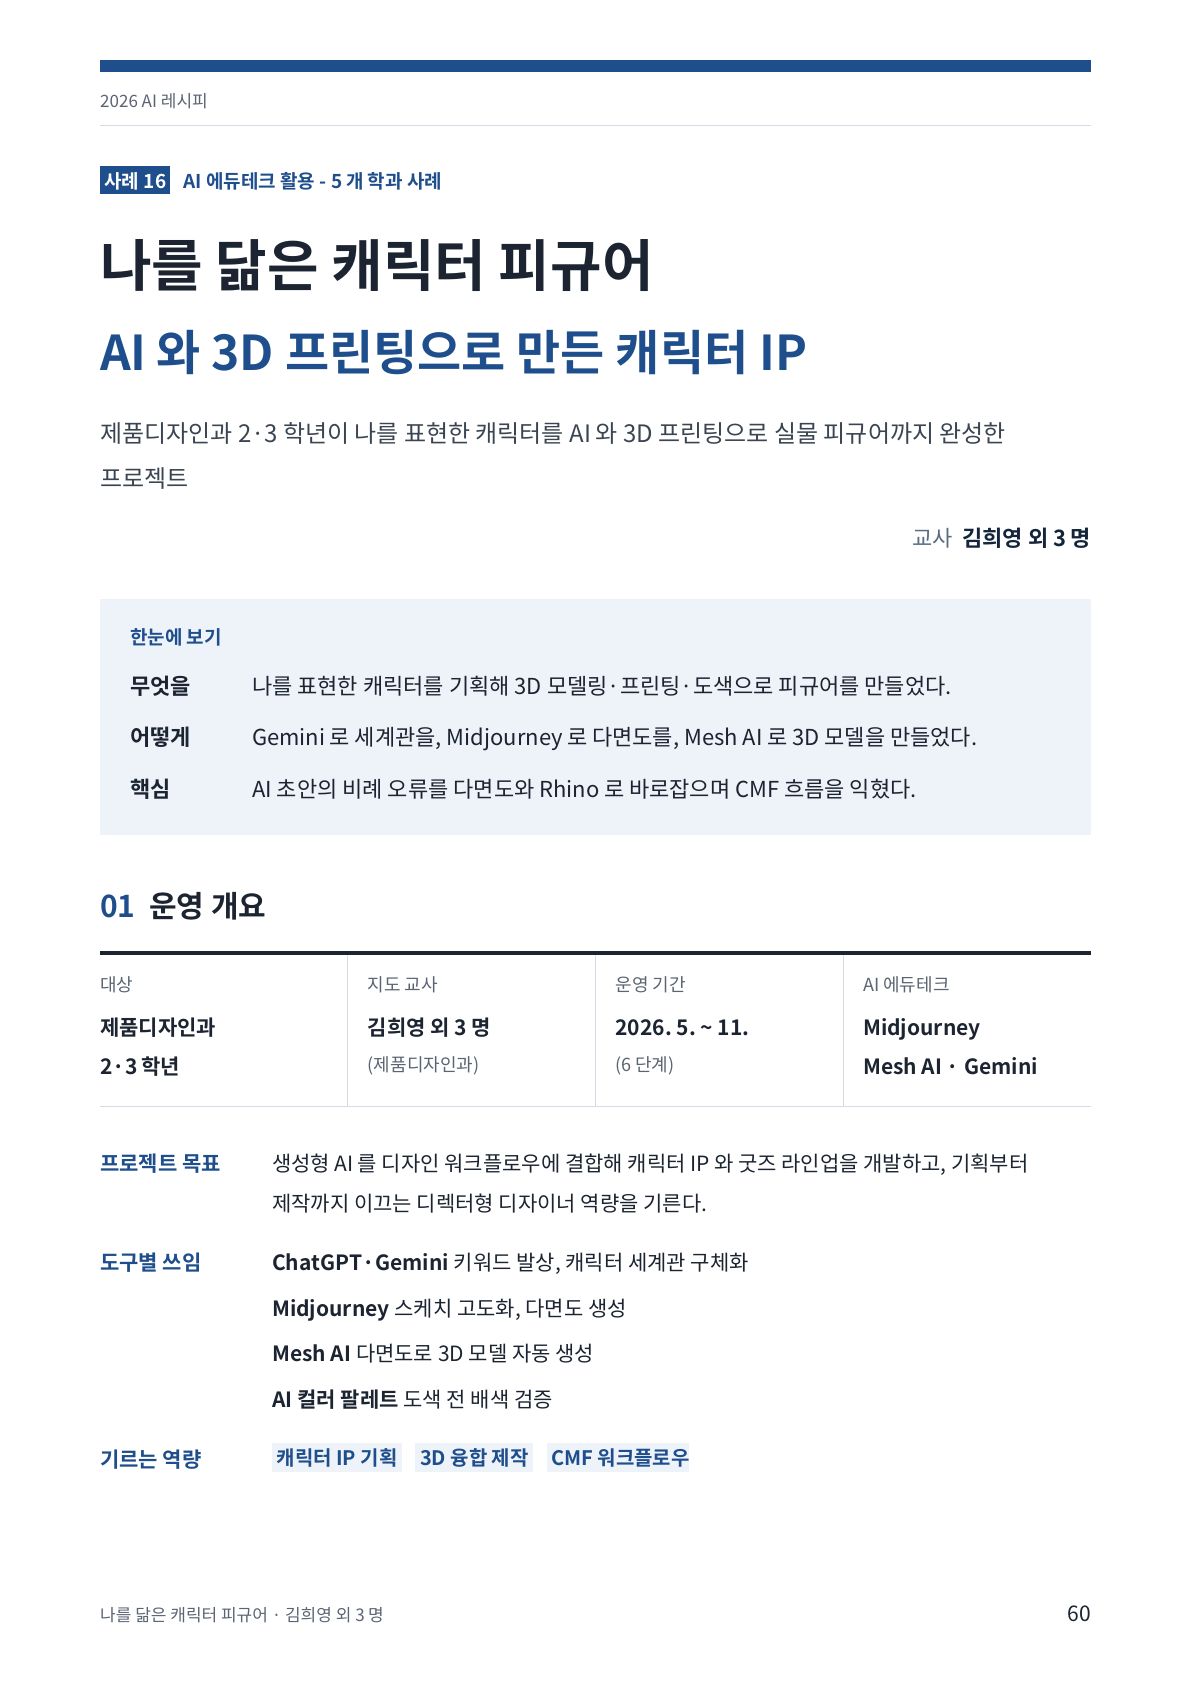 2026 AI 레시피
사례 16 AI 에듀테크 활용 - 5 개 학과 사례
나를 닮은 캐릭터 피규어
AI 와 3D 프린팅으로 만든 캐릭터 IP
제품디자인과 2·3 학년이 나를 표현한 캐릭터를 AI 와 3D 프린팅으로 실물 피규어까지 완성한
프로젝트
교사 김희영 외 3 명
한눈에 보기
무엇을 나를 표현한 캐릭터를 기획해 3D 모델링·프린팅·도색으로 피규어를 만들었다.
어떻게 Gemini 로 세계관을, Midjourney 로 다면도를, Mesh AI 로 3D 모델을 만들었다.
핵심 AI 초안의 비례 오류를 다면도와 Rhino 로 바로잡으며 CMF 흐름을 익혔다.
01 운영 개요
대상 지도 교사 운영 기간 AI 에듀테크
제품디자인과 김희영 외 3 명 2026. 5. ~ 11. Midjourney
2·3 학년 (제품디자인과) (6 단계) Mesh AI · Gemini
프로젝트 목표 생성형 AI 를 디자인 워크플로우에 결합해 캐릭터 IP 와 굿즈 라인업을 개발하고, 기획부터
제작까지 이끄는 디렉터형 디자이너 역량을 기른다.
도구별 쓰임 ChatGPT·Gemini 키워드 발상, 캐릭터 세계관 구체화
Midjourney 스케치 고도화, 다면도 생성
Mesh AI 다면도로 3D 모델 자동 생성
AI 컬러 팔레트 도색 전 배색 검증
기르는 역량 캐릭터 IP 기획 3D 융합 제작 CMF 워크플로우
나를 닮은 캐릭터 피규어 · 김희영 외 3 명 60